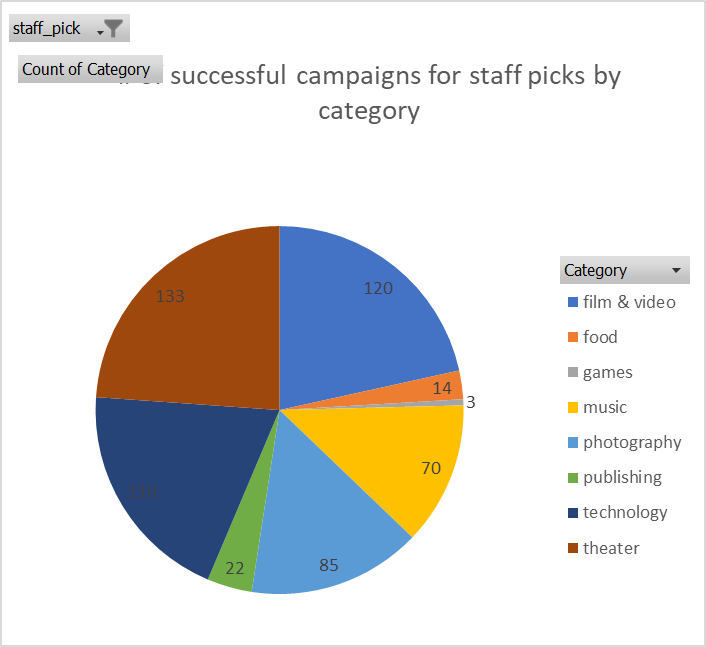 staff_pick
Count of Category
successful campaigns for staff picks by
category
133
120
Category
film & video
food
games
music
photography
publishing
technology
theater
14
3
70
110
22
85